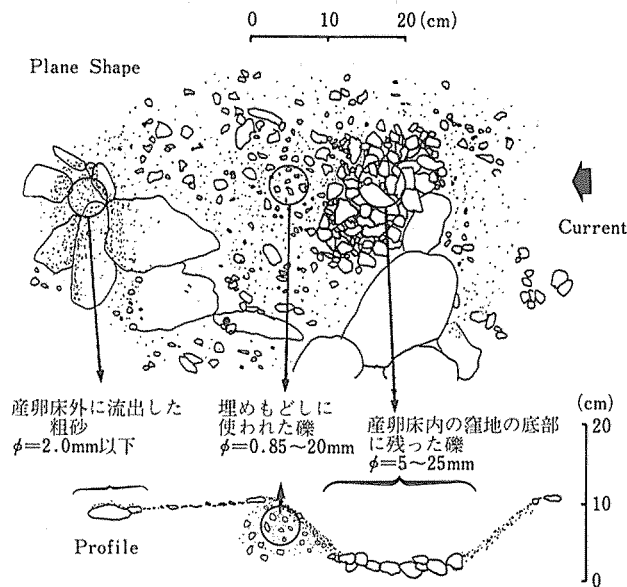 0 10 20(cm)
Plane Shape
Current
産卵床外に流出した
粗砂
φ=2.0mm以下
埋めもどしに
使われた礫
φ=0.85〜20mm
産卵床内の窪地の底部
に残った礫
φ=5〜25mm
(cm)
20
10
0
Profile